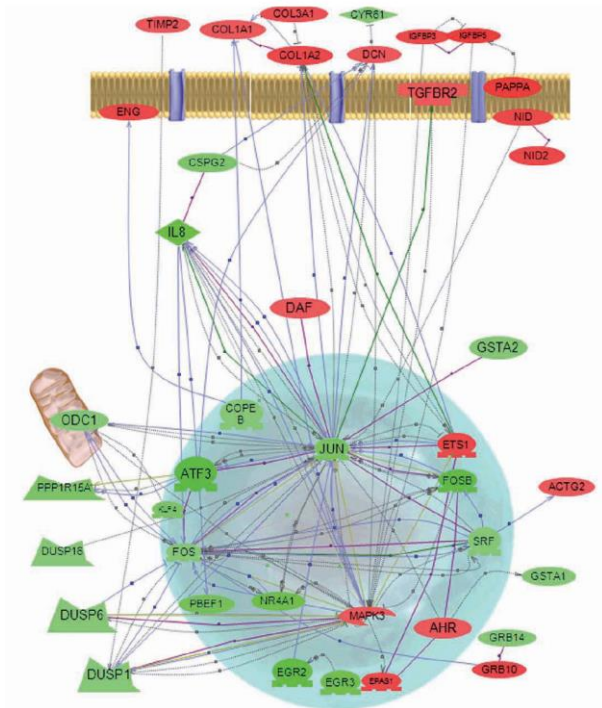 TIMP2
COL1A1
COL3A1
COL1A2
CYR61
DCN
IGFBP3
IGFBP5
ENG
TGFBR2
PAPPA
NID
NID2
CSPG2
IL8
DAF
GSTA2
ODC1
COPE
B
JUN
ETS1
ATF3
FOSB
PPP1R15A
KLF4
ACTG2
DUSP18
FOS
SRF
GSTA1
DUSP6
PBEF1
NR4A1
MAPK3
AHR
GRB14
DUSP1
EGR2
EGR3
EPAS1
GRB10